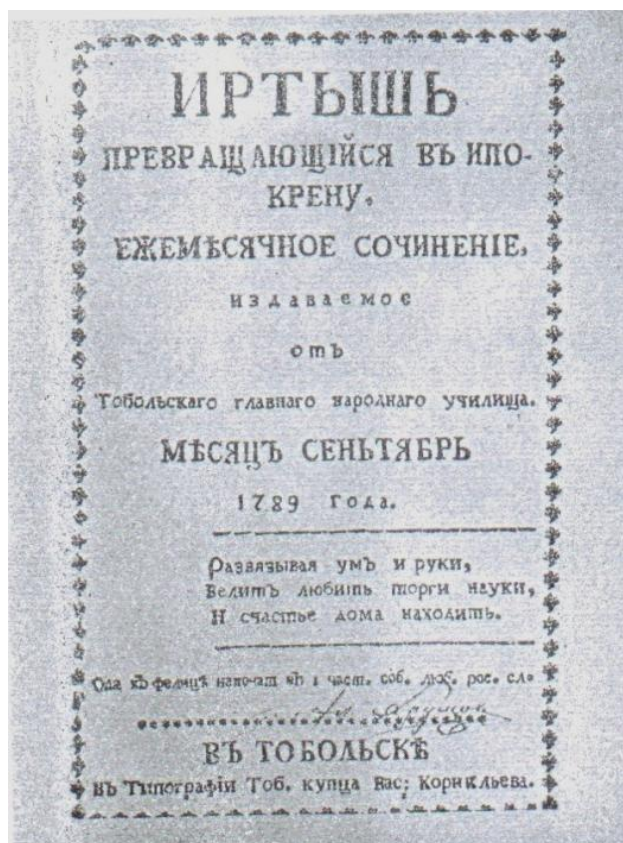 ИРТЫШЬ
ПРЕВРАЩАЮЩІЙСЯ ВЪ ИПО-
КРЕНУ.
ЕЖЕМѢСЯЧНОЕ СОЧИНЕНІЕ,
издаваемое
отъ
Тобольскаго главнаго народнаго училища.
МѢСЯЦЪ СЕНЬТЯБРЬ
1789 года.
Развязывая умъ и руки,
Велитъ любить торги науки,
И счастье дома находить.
Ода къ фелицѣ напечат въ 1 част. соб. люб. рос. сл.
ВЪ ТОБОЛЬСКѢ
въ Типографіи Тоб. купца Вас: Корнильева.